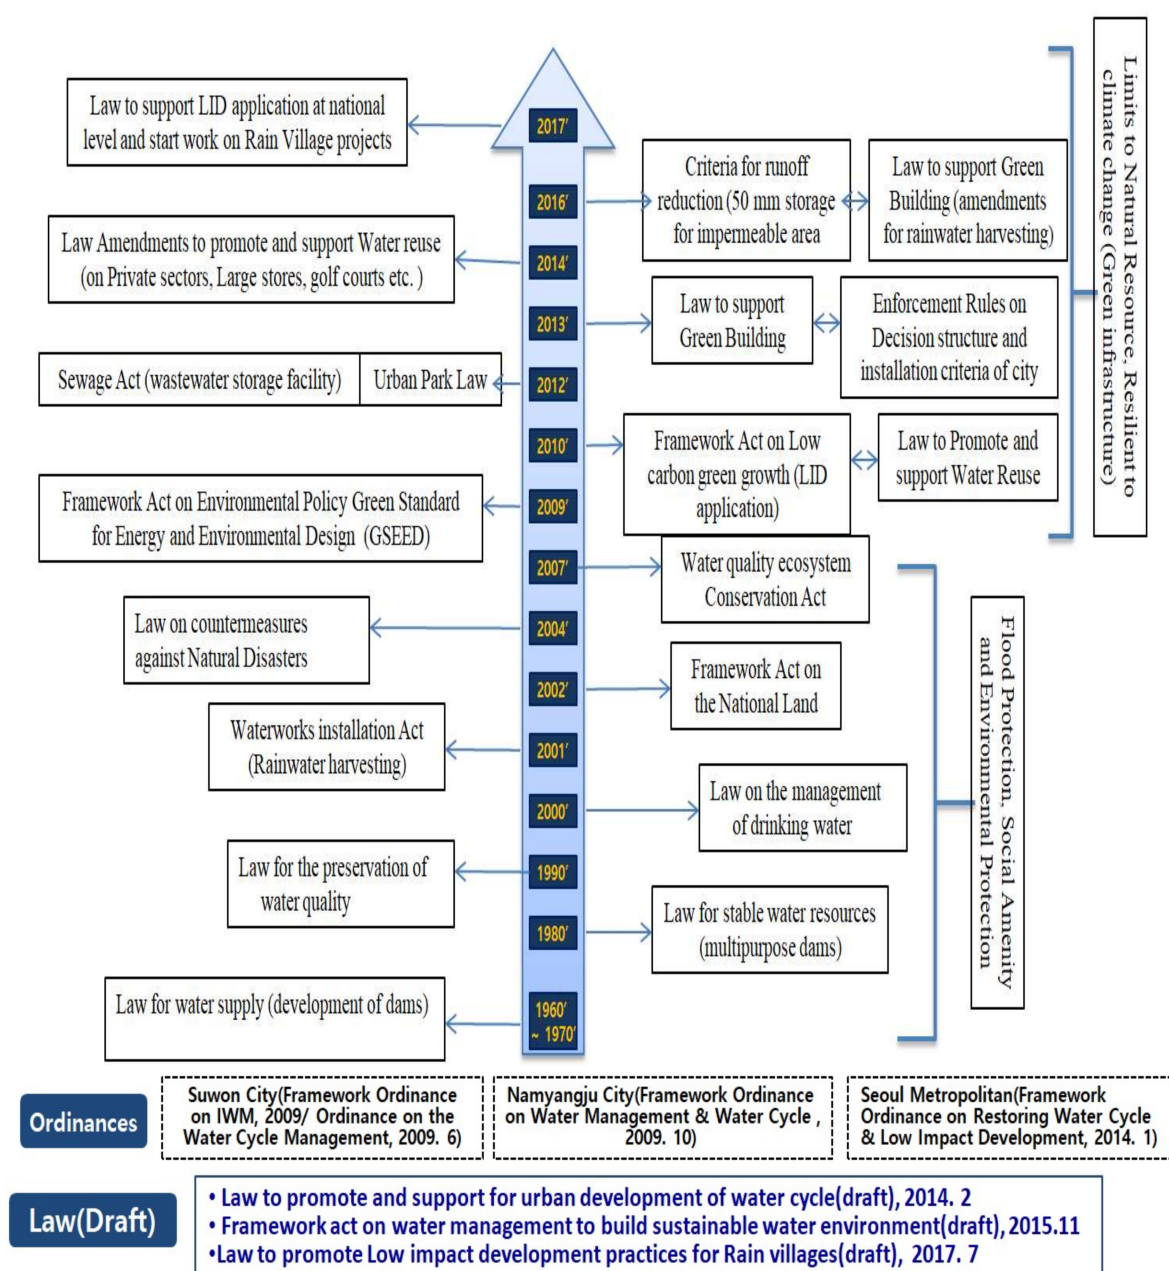 Limits to Natural Resource, Resilient to
climate change (Green infrastructure)
2017'
Law to support LID application at national
level and start work on Rain Village projects
2016'
Criteria for runoff
reduction (50 mm storage
for impermeable area
Law to support Green
Building (amendments
for rainwater harvesting)
Law Amendments to promote and support Water reuse
(on Private sectors, Large stores, golf courts etc. )
2014'
2013'
Law to support
Green Building
Enforcement Rules on
Decision structure and
installation criteria of city
Sewage Act (wastewater storage facility)
Urban Park Law
2012'
2010'
Framework Act on Low
carbon green growth (LID
application)
Law to Promote and
support Water Reuse
Framework Act on Environmental Policy Green Standard
for Energy and Environmental Design (GSEED)
2009'
2007'
Water quality ecosystem
Conservation Act
Law on countermeasures
against Natural Disasters
2004'
Flood Protection, Social Amenity
and Environmental Protection
2002'
Framework Act on
the National Land
Waterworks installation Act
(Rainwater harvesting)
2001'
2000'
Law on the management
of drinking water
Law for the preservation of
water quality
1990'
1980'
Law for stable water resources
(multipurpose dams)
Law for water supply (development of dams)
1960'
~ 1970'
Ordinances
Suwon City(Framework Ordinance
on IWM, 2009/ Ordinance on the
Water Cycle Management, 2009. 6)
Namyangju City(Framework Ordinance
on Water Management & Water Cycle ,
2009. 10)
Seoul Metropolitan(Framework
Ordinance on Restoring Water Cycle
& Low Impact Development, 2014. 1)
Law(Draft)
• Law to promote and support for urban development of water cycle(draft), 2014. 2
• Framework act on water management to build sustainable water environment(draft), 2015.11
•Law to promote Low impact development practices for Rain villages(draft), 2017. 7